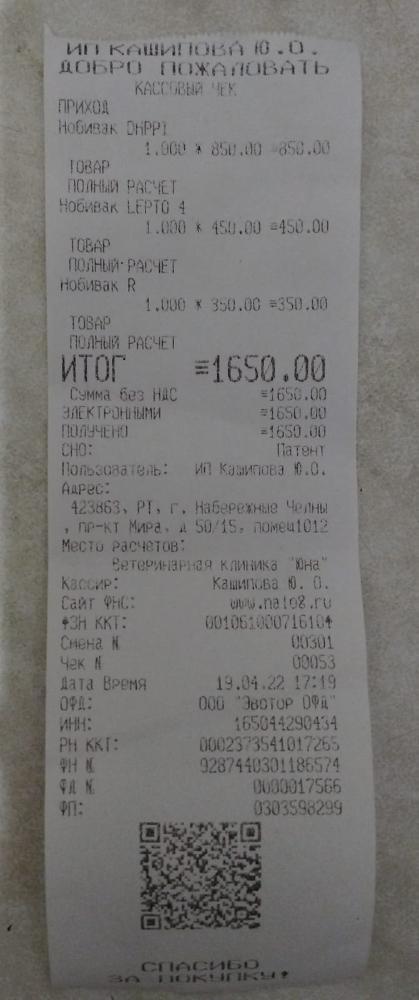 ИП КАШИПОВА Ю.О.
ДОБРО ПОЖАЛОВАТЬ
КАССОВЫЙ ЧЕК
ПРИХОД
Нобивак DHPPI
1.000 * 850.00 =850.00
ТОВАР
ПОЛНЫЙ РАСЧЕТ
Нобивак LEPTO 4
1.000 * 450.00 =450.00
ТОВАР
ПОЛНЫЙ РАСЧЕТ
Нобивак R
1.000 * 350.00 =350.00
ТОВАР
ПОЛНЫЙ РАСЧЕТ
ИТОГ =1650.00
Сумма без НДС =1650.00
ЭЛЕКТРОННЫМИ =1650.00
ПОЛУЧЕНО =1650.00
СНО: Патент
Пользователь: ИП Кашипова Ю.О.
Адрес:
423863, РТ, г. Набережные Челны
, пр-кт Мира, д 50/15, помещ1012
Место расчетов:
Ветеринарная клиника "Юна"
Кассир: Кашипова Ю. О.
Сайт ФНС: www.nalog.ru
ЗН ККТ: 00106100071610
Смена № 00301
Чек № 00053
Дата Время 19.04.22 17:19
ОФД: ООО "Эвотор ОФД"
ИНН: 165044290434
РН ККТ: 0002373541017265
ФН № 9287440301186574
ФД № 0000017566
ФП: 0303598299
СПАСИБО
ЗА ПОКУПКУ!